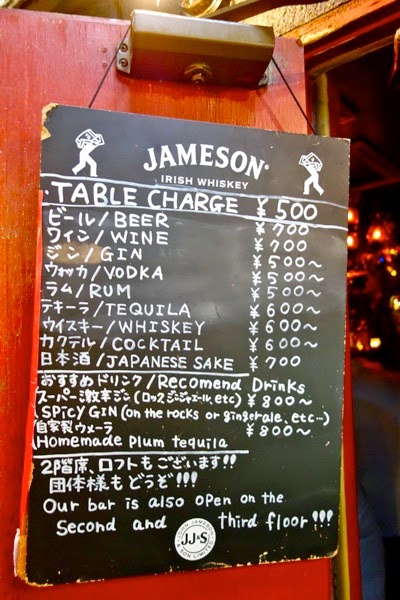 JAMESON®
IRISH WHISKEY
TABLE CHARGE ¥500
ビール/BEER ¥700
ワイン/WINE ¥700
ジン/GIN ¥500〜
ウォッカ/VODKA ¥500〜
ラム/RUM ¥500〜
テキーラ/TEQUILA ¥600〜
ウイスキー/WHISKEY ¥600〜
カクテル/COCKTAIL ¥600〜
日本酒/JAPANESE SAKE ¥700
おすすめドリンク/Recomend Drinks
スーパー激辛ジン(ロック、ジンジャエール、etc) ¥800〜
(SPicy GIN (on the rocks or gingerale, etc…)
自家製ウメーラ ¥800〜
Homemade Plum tequila
2階席、ロフトもございます!!
団体様もどうぞ!!!
Our bar is also open on the
Second and third floor!!!
JOHN JAMESON
JJ&S
& SON LIMITED